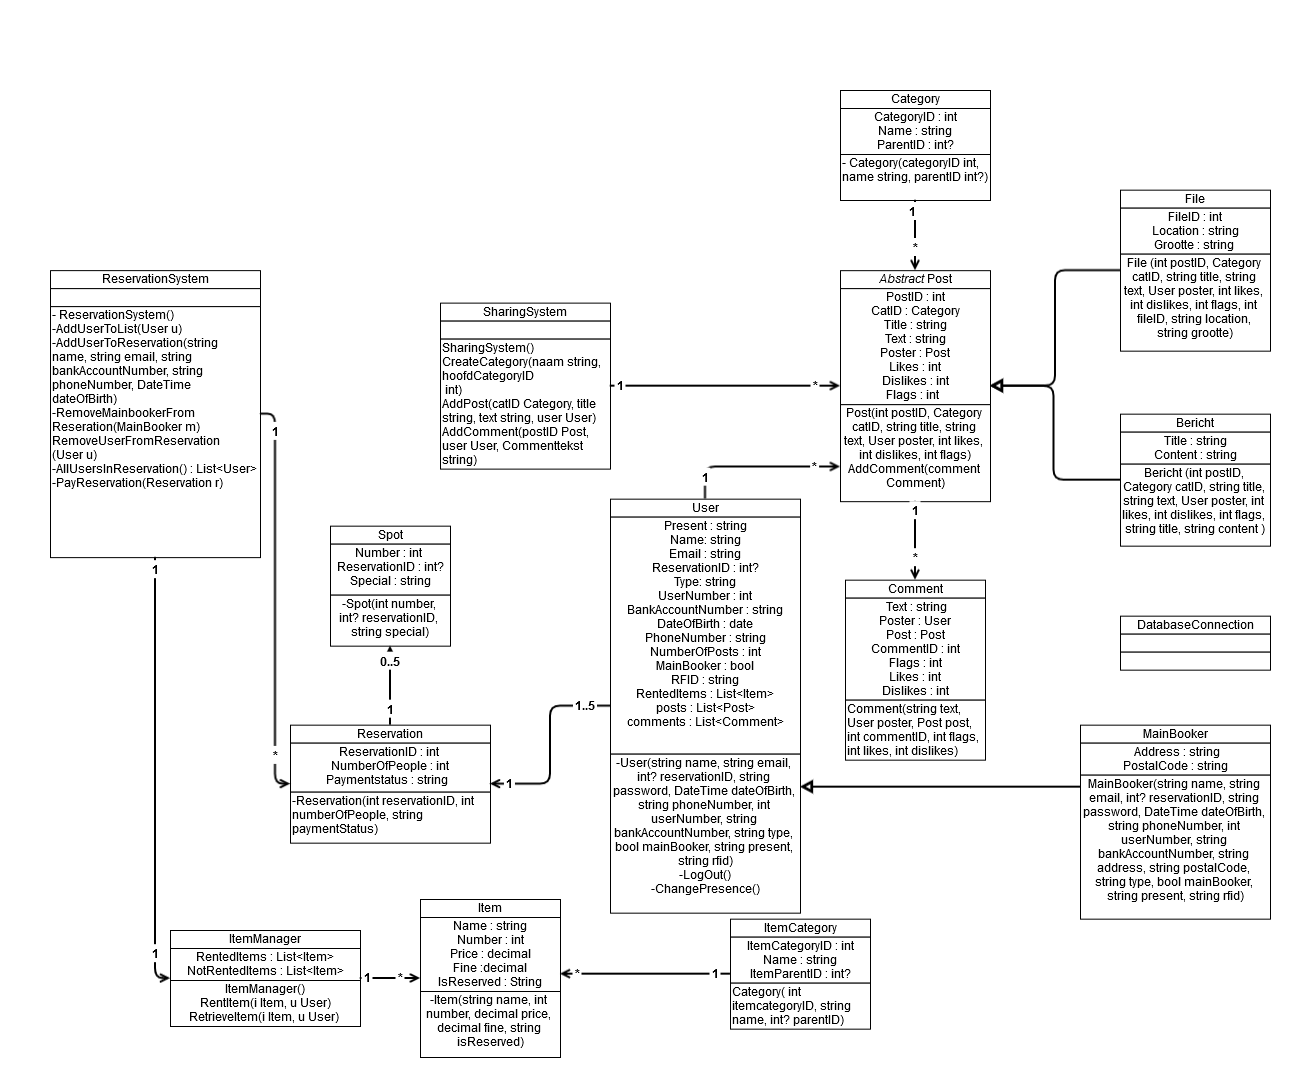 Category
CategoryID : int
Name : string
ParentID : int?
- Category(categoryID int,
name string, parentID int?)
1
*
File
FileID : int
Location : string
Grootte : string
File (int postID, Category
catID, string title, string
text, User poster, int likes,
int dislikes, int flags, int
fileID, string location,
string grootte)
ReservationSystem
- ReservationSystem()
-AddUserToList(User u)
-AddUserToReservation(string
name, string email, string
bankAccountNumber, string
phoneNumber, DateTime
dateOfBirth)
-RemoveMainbookerFrom
Reseration(MainBooker m)
RemoveUserFromReservation
(User u)
-AllUsersInReservation() : List<User>
-PayReservation(Reservation r)
1
*
1
1
SharingSystem
SharingSystem()
CreateCategory(naam string,
hoofdCategoryID
int)
AddPost(catID Category, title
string, text string, user User)
AddComment(postID Post,
user User, Commenttekst
string)
1
*
Abstract Post
PostID : int
CatID : Category
Title : string
Text : string
Poster : Post
Likes : int
Dislikes : int
Flags : int
Post(int postID, Category
catID, string title, string
text, User poster, int likes,
int dislikes, int flags)
AddComment(comment
Comment)
1
*
Bericht
Title : string
Content : string
Bericht (int postID,
Category catID, string title,
string text, User poster, int
likes, int dislikes, int flags,
string title, string content )
*
1
User
Present : string
Name: string
Email : string
ReservationID : int?
Type: string
UserNumber : int
BankAccountNumber : string
DateOfBirth : date
PhoneNumber : string
NumberOfPosts : int
MainBooker : bool
RFID : string
RentedItems : List<Item>
posts : List<Post>
comments : List<Comment>
-User(string name, string email,
int? reservationID, string
password, DateTime dateOfBirth,
string phoneNumber, int
userNumber, string
bankAccountNumber, string type,
bool mainBooker, string present,
string rfid)
-LogOut()
-ChangePresence()
Spot
Number : int
ReservationID : int?
Special : string
-Spot(int number,
int? reservationID,
string special)
0..5
1
1..5
1
Reservation
ReservationID : int
NumberOfPeople : int
Paymentstatus : string
-Reservation(int reservationID, int
numberOfPeople, string
paymentStatus)
Comment
Text : string
Poster : User
Post : Post
CommentID : int
Flags : int
Likes : int
Dislikes : int
Comment(string text,
User poster, Post post,
int commentID, int flags,
int likes, int dislikes)
DatabaseConnection
MainBooker
Address : string
PostalCode : string
MainBooker(string name, string
email, int? reservationID, string
password, DateTime dateOfBirth,
string phoneNumber, int
userNumber, string
bankAccountNumber, string
address, string postalCode,
string type, bool mainBooker,
string present, string rfid)
ItemManager
RentedItems : List<Item>
NotRentedItems : List<Item>
ItemManager()
RentItem(i Item, u User)
RetrieveItem(i Item, u User)
1
*
Item
Name : string
Number : int
Price : decimal
Fine :decimal
IsReserved : String
-Item(string name, int
number, decimal price,
decimal fine, string
isReserved)
*
1
ItemCategory
ItemCategoryID : int
Name : string
ItemParentID : int?
Category( int
itemcategoryID, string
name, int? parentID)